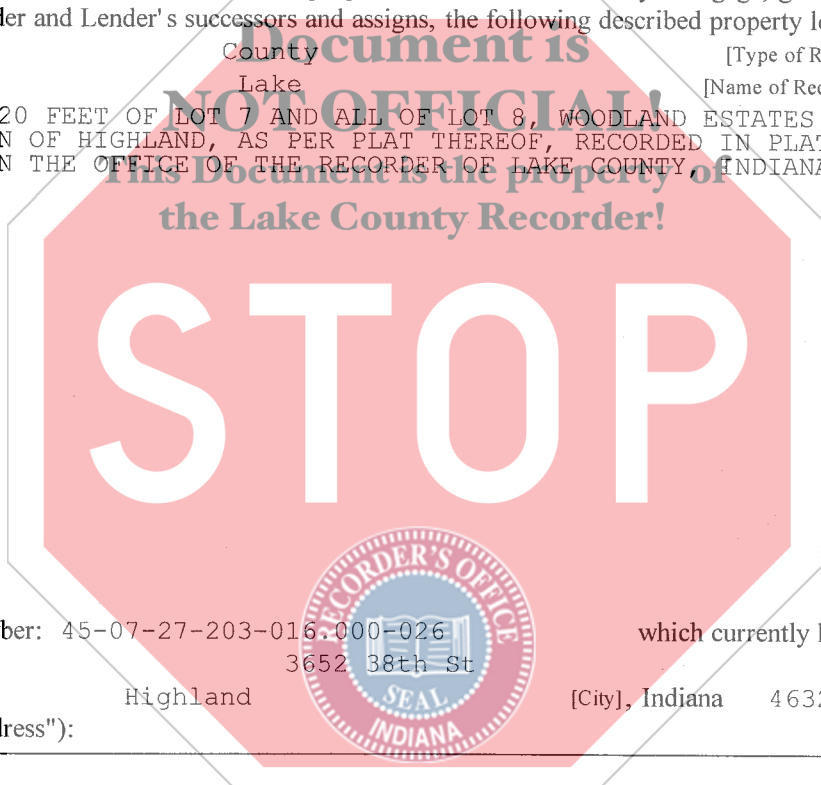 der and Lender's successors and assigns, the following described property
County [Type of R
Document is
Lake [Name of Rec
20 FEET OF LOT 7 AND ALL OF LOT 8, WOODLAND ESTATES
NOT OFFICIAL!
N OF HIGHLAND, AS PER PLAT THEREOF, RECORDED IN PLAT
N THE OFFICE OF THE RECORDER OF LAKE COUNTY, INDIANA
This Document is the property of
the Lake County Recorder!
STOP
RECORDER'S OFFICE
ber: 45-07-27-203-016.000-026 which currently
3652 38th St
SEAL
Highland [City], Indiana 4632
INDIANA
ress"):